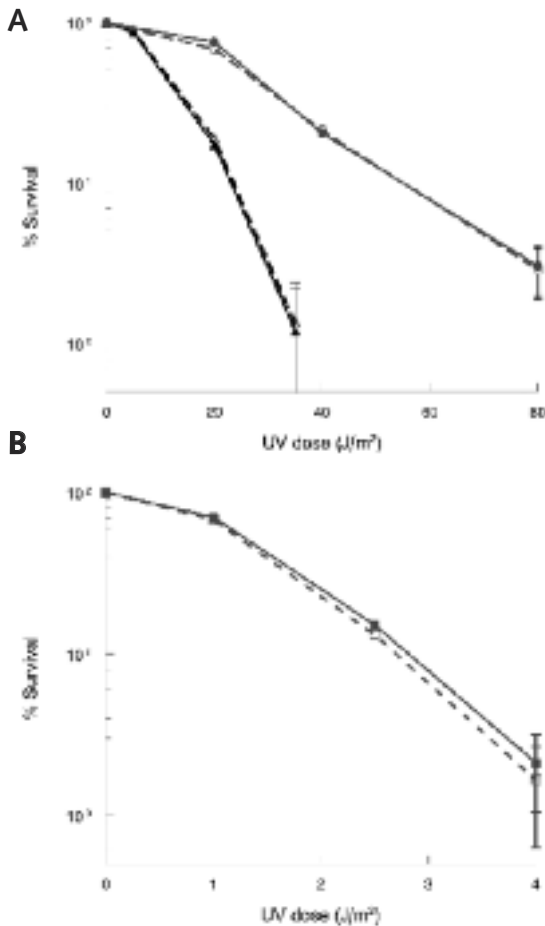 A
10²
% Survival
10¹
10⁰
0 20 40 60 80
UV dose (J/m²)
B
10²
% Survival
10¹
10⁰
0 1 2 3 4
UV dose (J/m²)